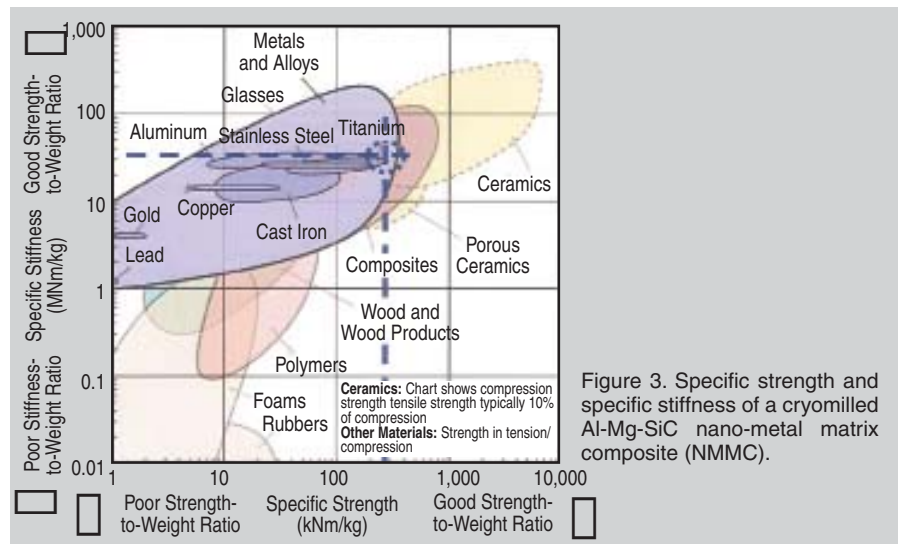 1,000
100
10
1
0.1
0.01
Good Strength-
to-Weight Ratio
Specific Stiffness
(MNm/kg)
Poor Stiffness-
to-Weight Ratio
Metals
and Alloys
Glasses
Aluminum
Stainless Steel
Titanium
Ceramics
Gold
Copper
Cast Iron
Lead
Composites
Porous
Ceramics
Wood and
Wood Products
Polymers
Foams
Rubbers
Ceramics: Chart shows compression
strength tensile strength typically 10%
of compression
Other Materials: Strength in tension/
compression
1 10 100 1,000 10,000
Poor Strength-
to-Weight Ratio
Specific Strength
(kNm/kg)
Good Strength-
to-Weight Ratio
Figure 3. Specific strength and
specific stiffness of a cryomilled
Al-Mg-SiC nano-metal matrix
composite (NMMC).